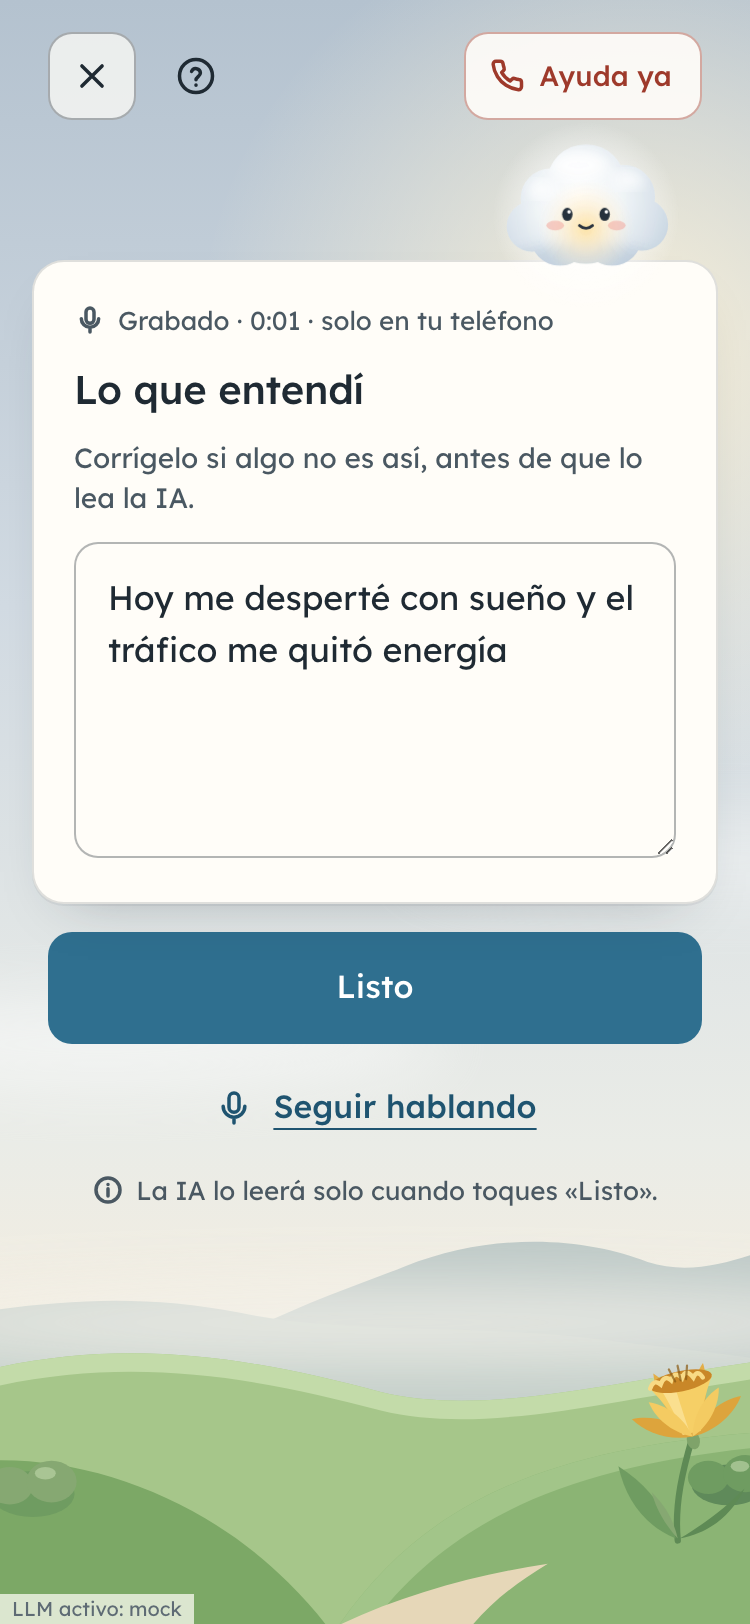 Ayuda ya
Grabado · 0:01 · solo en tu teléfono
Lo que entendí
Corrígelo si algo no es así, antes de que lo
lea la IA.
Hoy me desperté con sueño y el
tráfico me quitó energía
Listo
Seguir hablando
La IA lo leerá solo cuando toques «Listo».
LLM activo: mock